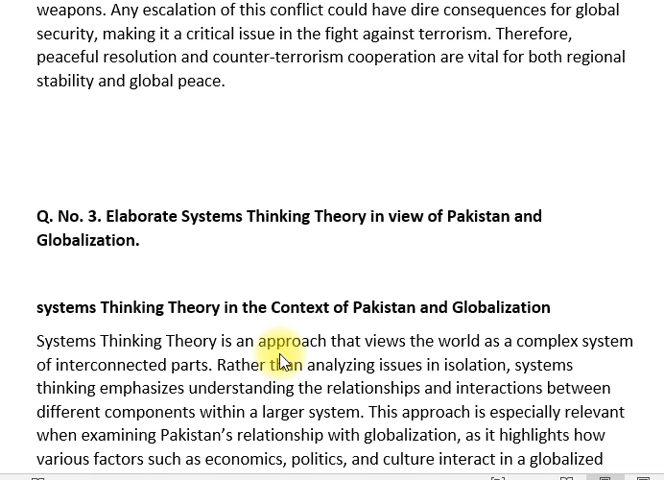 weapons. Any escalation of this conflict could have dire consequences for global
security, making it a critical issue in the fight against terrorism. Therefore,
peaceful resolution and counter-terrorism cooperation are vital for both regional
stability and global peace.
Q. No. 3. Elaborate Systems Thinking Theory in view of Pakistan and
Globalization.
systems Thinking Theory in the Context of Pakistan and Globalization
Systems Thinking Theory is an approach that views the world as a complex system
of interconnected parts. Rather than analyzing issues in isolation, systems
thinking emphasizes understanding the relationships and interactions between
different components within a larger system. This approach is especially relevant
when examining Pakistan's relationship with globalization, as it highlights how
various factors such as economics, politics, and culture interact in a globalized